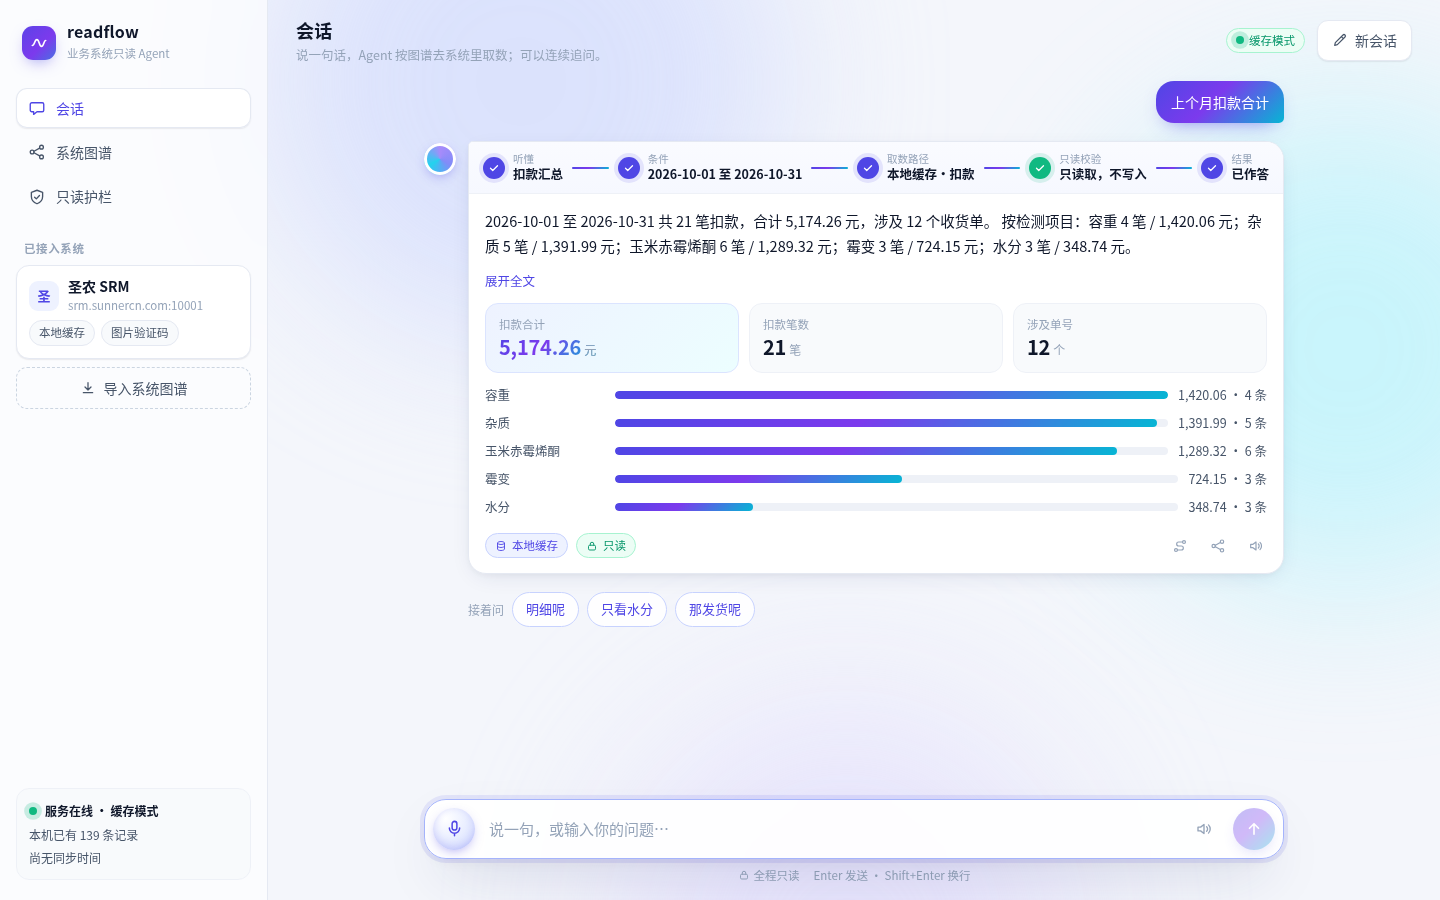 readflow
业务系统只读 Agent
会话
系统图谱
只读护栏
已接入系统
圣
圣农 SRM
srm.sunnercn.com:10001
本地缓存
图片验证码
导入系统图谱
服务在线 · 缓存模式
本机已有 139 条记录
尚无同步时间
会话
说一句话，Agent 按图谱去系统里取数；可以连续追问。
缓存模式
新会话
上个月扣款合计
听懂
扣款汇总
条件
2026-10-01 至 2026-10-31
取数路径
本地缓存 · 扣款
只读校验
只读取，不写入
结果
已作答
2026-10-01 至 2026-10-31 共 21 笔扣款，合计 5,174.26 元，涉及 12 个收货单。 按检测项目：容重 4 笔 / 1,420.06 元；杂
质 5 笔 / 1,391.99 元；玉米赤霉烯酮 6 笔 / 1,289.32 元；霉变 3 笔 / 724.15 元；水分 3 笔 / 348.74 元。
展开全文
扣款合计
5,174.26 元
扣款笔数
21 笔
涉及单号
12 个
容重 1,420.06 · 4 条
杂质 1,391.99 · 5 条
玉米赤霉烯酮 1,289.32 · 6 条
霉变 724.15 · 3 条
水分 348.74 · 3 条
本地缓存
只读
接着问
明细呢
只看水分
那发货呢
说一句，或输入你的问题…
全程只读 Enter 发送 · Shift+Enter 换行